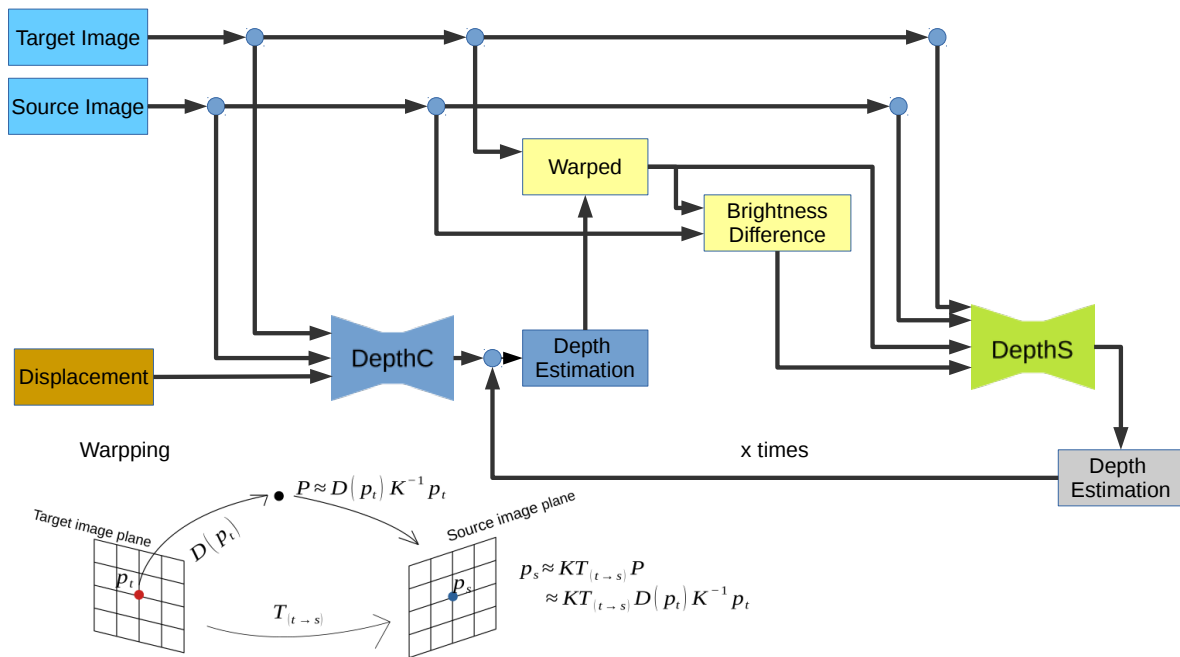 Target Image
Source Image
Warped
Brightness
Difference
DepthC
Depth
Estimation
DepthS
Displacement
Warpping
x times
Depth
Estimation
P ≈ D(p_t) K^{-1} p_t
Target image plane
D(p_t)
Source image plane
p_t
p_s
p_s ≈ KT_{(t→s)} P
≈ KT_{(t→s)} D(p_t) K^{-1} p_t
T_{(t→s)}